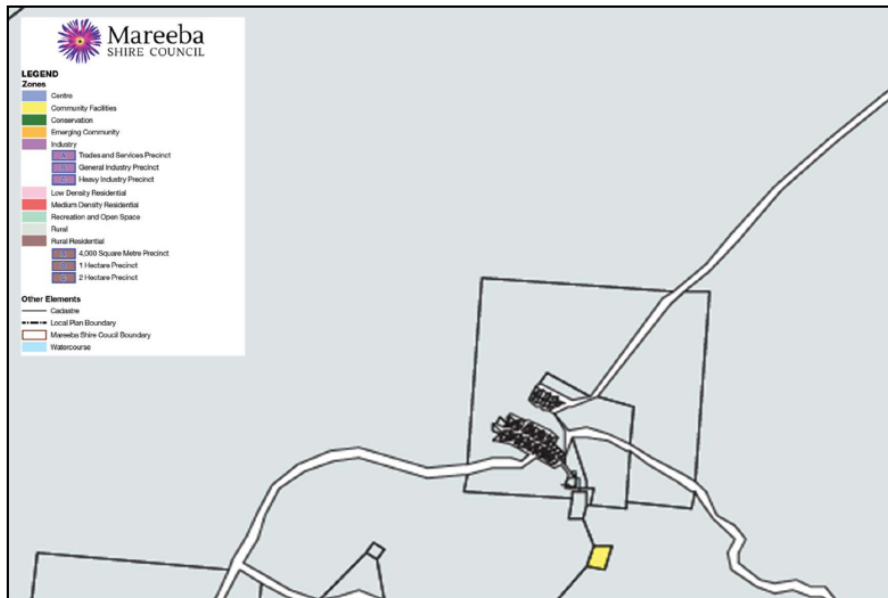 Mareeba
SHIRE COUNCIL
LEGEND
Zones
Centre
Community Facilities
Conservation
Emerging Community
Industry
Trades and Services Precinct
General Industry Precinct
Heavy Industry Precinct
Low Density Residential
Medium Density Residential
Recreation and Open Space
Rural
Rural Residential
4,000 Square Metre Precinct
1 Hectare Precinct
2 Hectare Precinct
Other Elements
Cadastre
Local Plan Boundary
Mareeba Shire Coucil Boundary
Watercourse